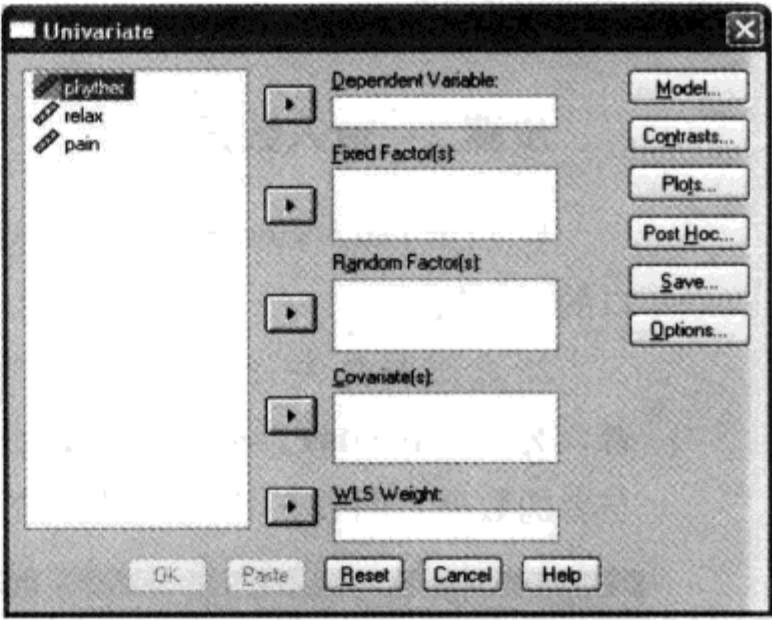 Univariate
phyther
relax
pain
Dependent Variable:
Fixed Factor(s):
Random Factor(s):
Covariate(s):
WLS Weight:
Model...
Contrasts...
Plots...
Post Hoc...
Save...
Options...
OK
Paste
Reset
Cancel
Help